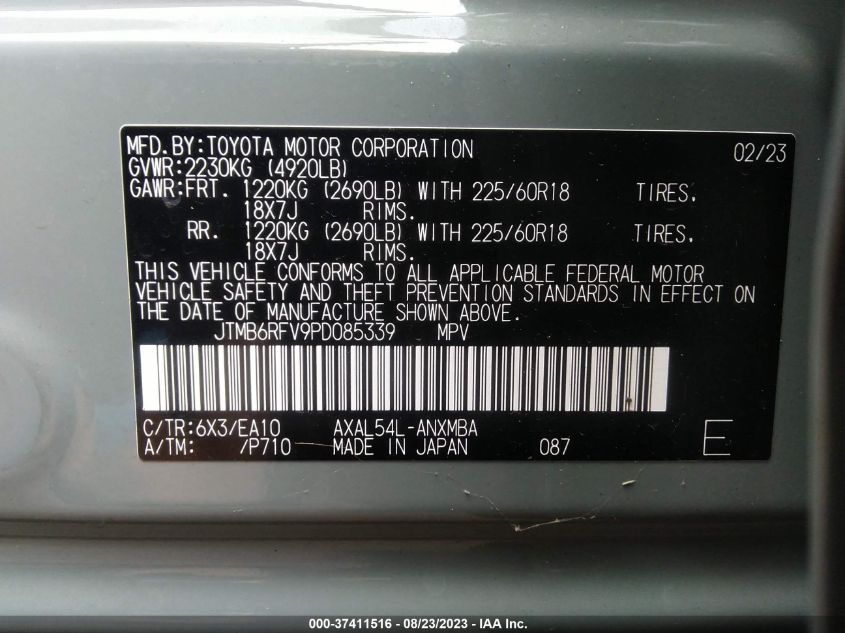 MFD.BY:TOYOTA MOTOR CORPORATION 02/23
GVWR:2230KG (4920LB)
GAWR:FRT. 1220KG (2690LB) WITH 225/60R18 TIRES,
18X7J RIMS.
RR. 1220KG (2690LB) WITH 225/60R18 TIRES,
18X7J RIMS.
THIS VEHICLE CONFORMS TO ALL APPLICABLE FEDERAL MOTOR
VEHICLE SAFETY AND THEFT PREVENTION STANDARDS IN EFFECT ON
THE DATE OF MANUFACTURE SHOWN ABOVE.
JTMB6RFV9PD085339 MPV
C/TR:6X3/EA10 AXAL54L-ANXMBA
A/TM: /P710 MADE IN JAPAN 087 E
000-37411516 - 08/23/2023 - IAA Inc.